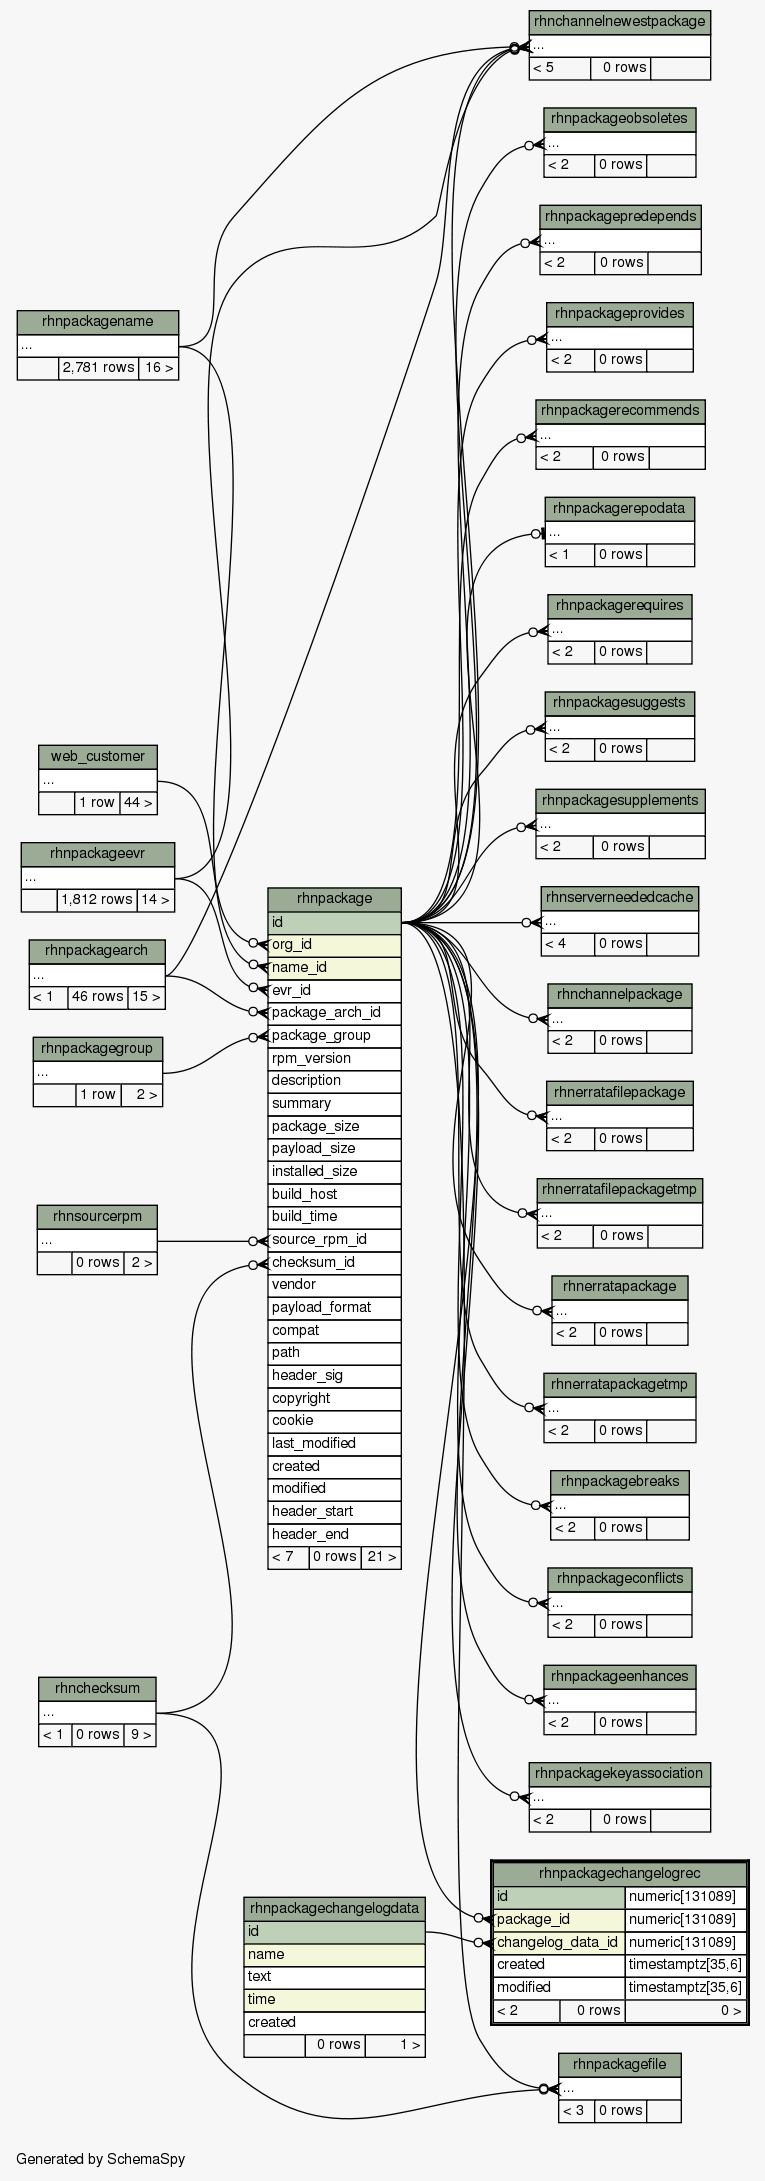 rhnchannelnewestpackage
...
< 5 0 rows
rhnpackageobsoletes
...
< 2 0 rows
rhnpackagepredepends
...
< 2 0 rows
rhnpackageprovides
...
< 2 0 rows
rhnpackagename
...
2,781 rows 16 >
rhnpackagerecommends
...
< 2 0 rows
rhnpackagerepodata
...
< 1 0 rows
rhnpackagerequires
...
< 2 0 rows
rhnpackagesuggests
...
< 2 0 rows
web_customer
...
1 row 44 >
rhnpackagesupplements
...
< 2 0 rows
rhnpackageevr
...
1,812 rows 14 >
rhnserverneededcache
...
< 4 0 rows
rhnpackagearch
...
< 1 46 rows 15 >
rhnchannelpackage
...
< 2 0 rows
rhnpackagegroup
...
1 row 2 >
rhnerratafilepackage
...
< 2 0 rows
rhnerratafilepackagetmp
...
< 2 0 rows
rhnsourcerpm
...
0 rows 2 >
rhnpackage
id
org_id
name_id
evr_id
package_arch_id
package_group
rpm_version
description
summary
package_size
payload_size
installed_size
build_host
build_time
source_rpm_id
checksum_id
vendor
payload_format
compat
path
header_sig
copyright
cookie
last_modified
created
modified
header_start
header_end
< 7 0 rows 21 >
rhnerratapackage
...
< 2 0 rows
rhnerratapackagetmp
...
< 2 0 rows
rhnpackagebreaks
...
< 2 0 rows
rhnpackageconflicts
...
< 2 0 rows
rhnpackageenhances
...
< 2 0 rows
rhnchecksum
...
< 1 0 rows 9 >
rhnpackagekeyassociation
...
< 2 0 rows
rhnpackagechangelogrec
id numeric[131089]
package_id numeric[131089]
changelog_data_id numeric[131089]
created timestamptz[35,6]
modified timestamptz[35,6]
< 2 0 rows 0 >
rhnpackagechangelogdata
id
name
text
time
created
0 rows 1 >
rhnpackagefile
...
< 3 0 rows
Generated by SchemaSpy